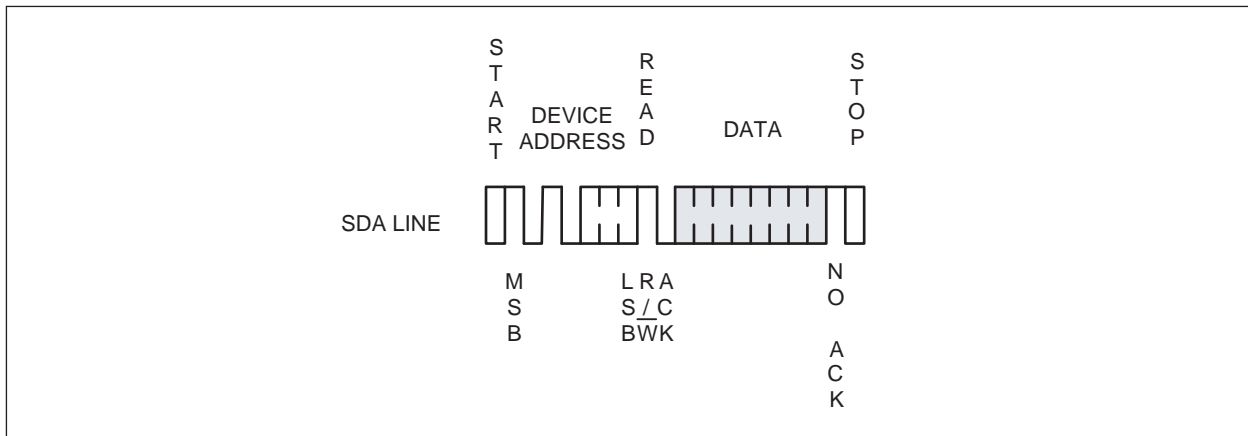 START
DEVICE
ADDRESS
READ
DATA
STOP
SDA LINE
MSB
LSB
R/W
ACK
NO ACK